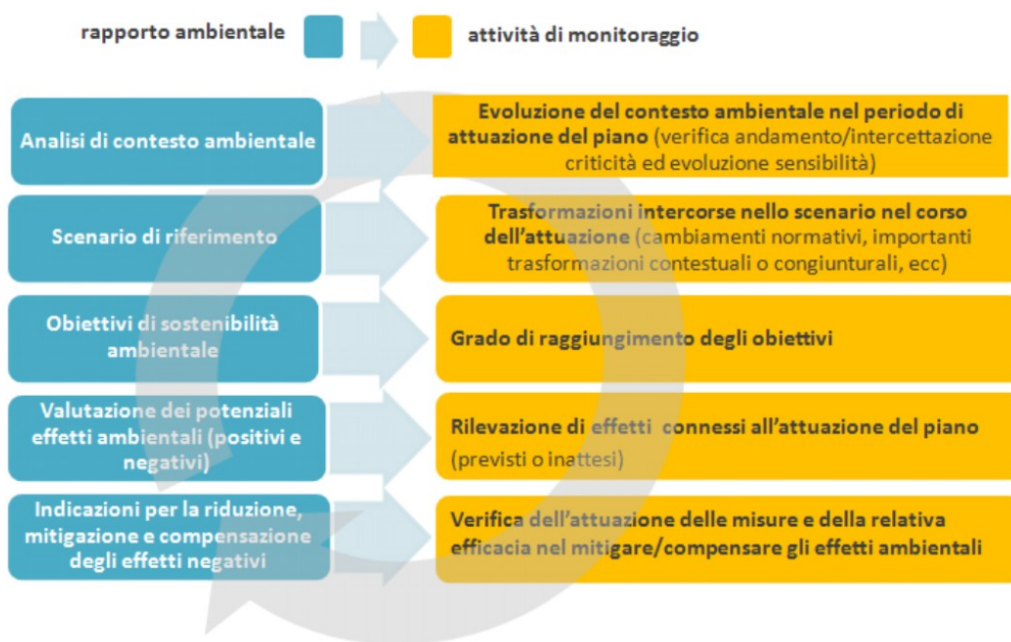 rapporto ambientale
attività di monitoraggio
Analisi di contesto ambientale
Evoluzione del contesto ambientale nel periodo di
attuazione del piano (verifica andamento/intercettazione
criticità ed evoluzione sensibilità)
Scenario di riferimento
Trasformazioni intercorse nello scenario nel corso
dell'attuazione (cambiamenti normativi, importanti
trasformazioni contestuali o congiunturali, ecc)
Obiettivi di sostenibilità
ambientale
Grado di raggiungimento degli obiettivi
Valutazione dei potenziali
effetti ambientali (positivi e
negativi)
Rilevazione di effetti connessi all'attuazione del piano
(previsti o inattesi)
Indicazioni per la riduzione,
mitigazione e compensazione
degli effetti negativi
Verifica dell'attuazione delle misure e della relativa
efficacia nel mitigare/compensare gli effetti ambientali